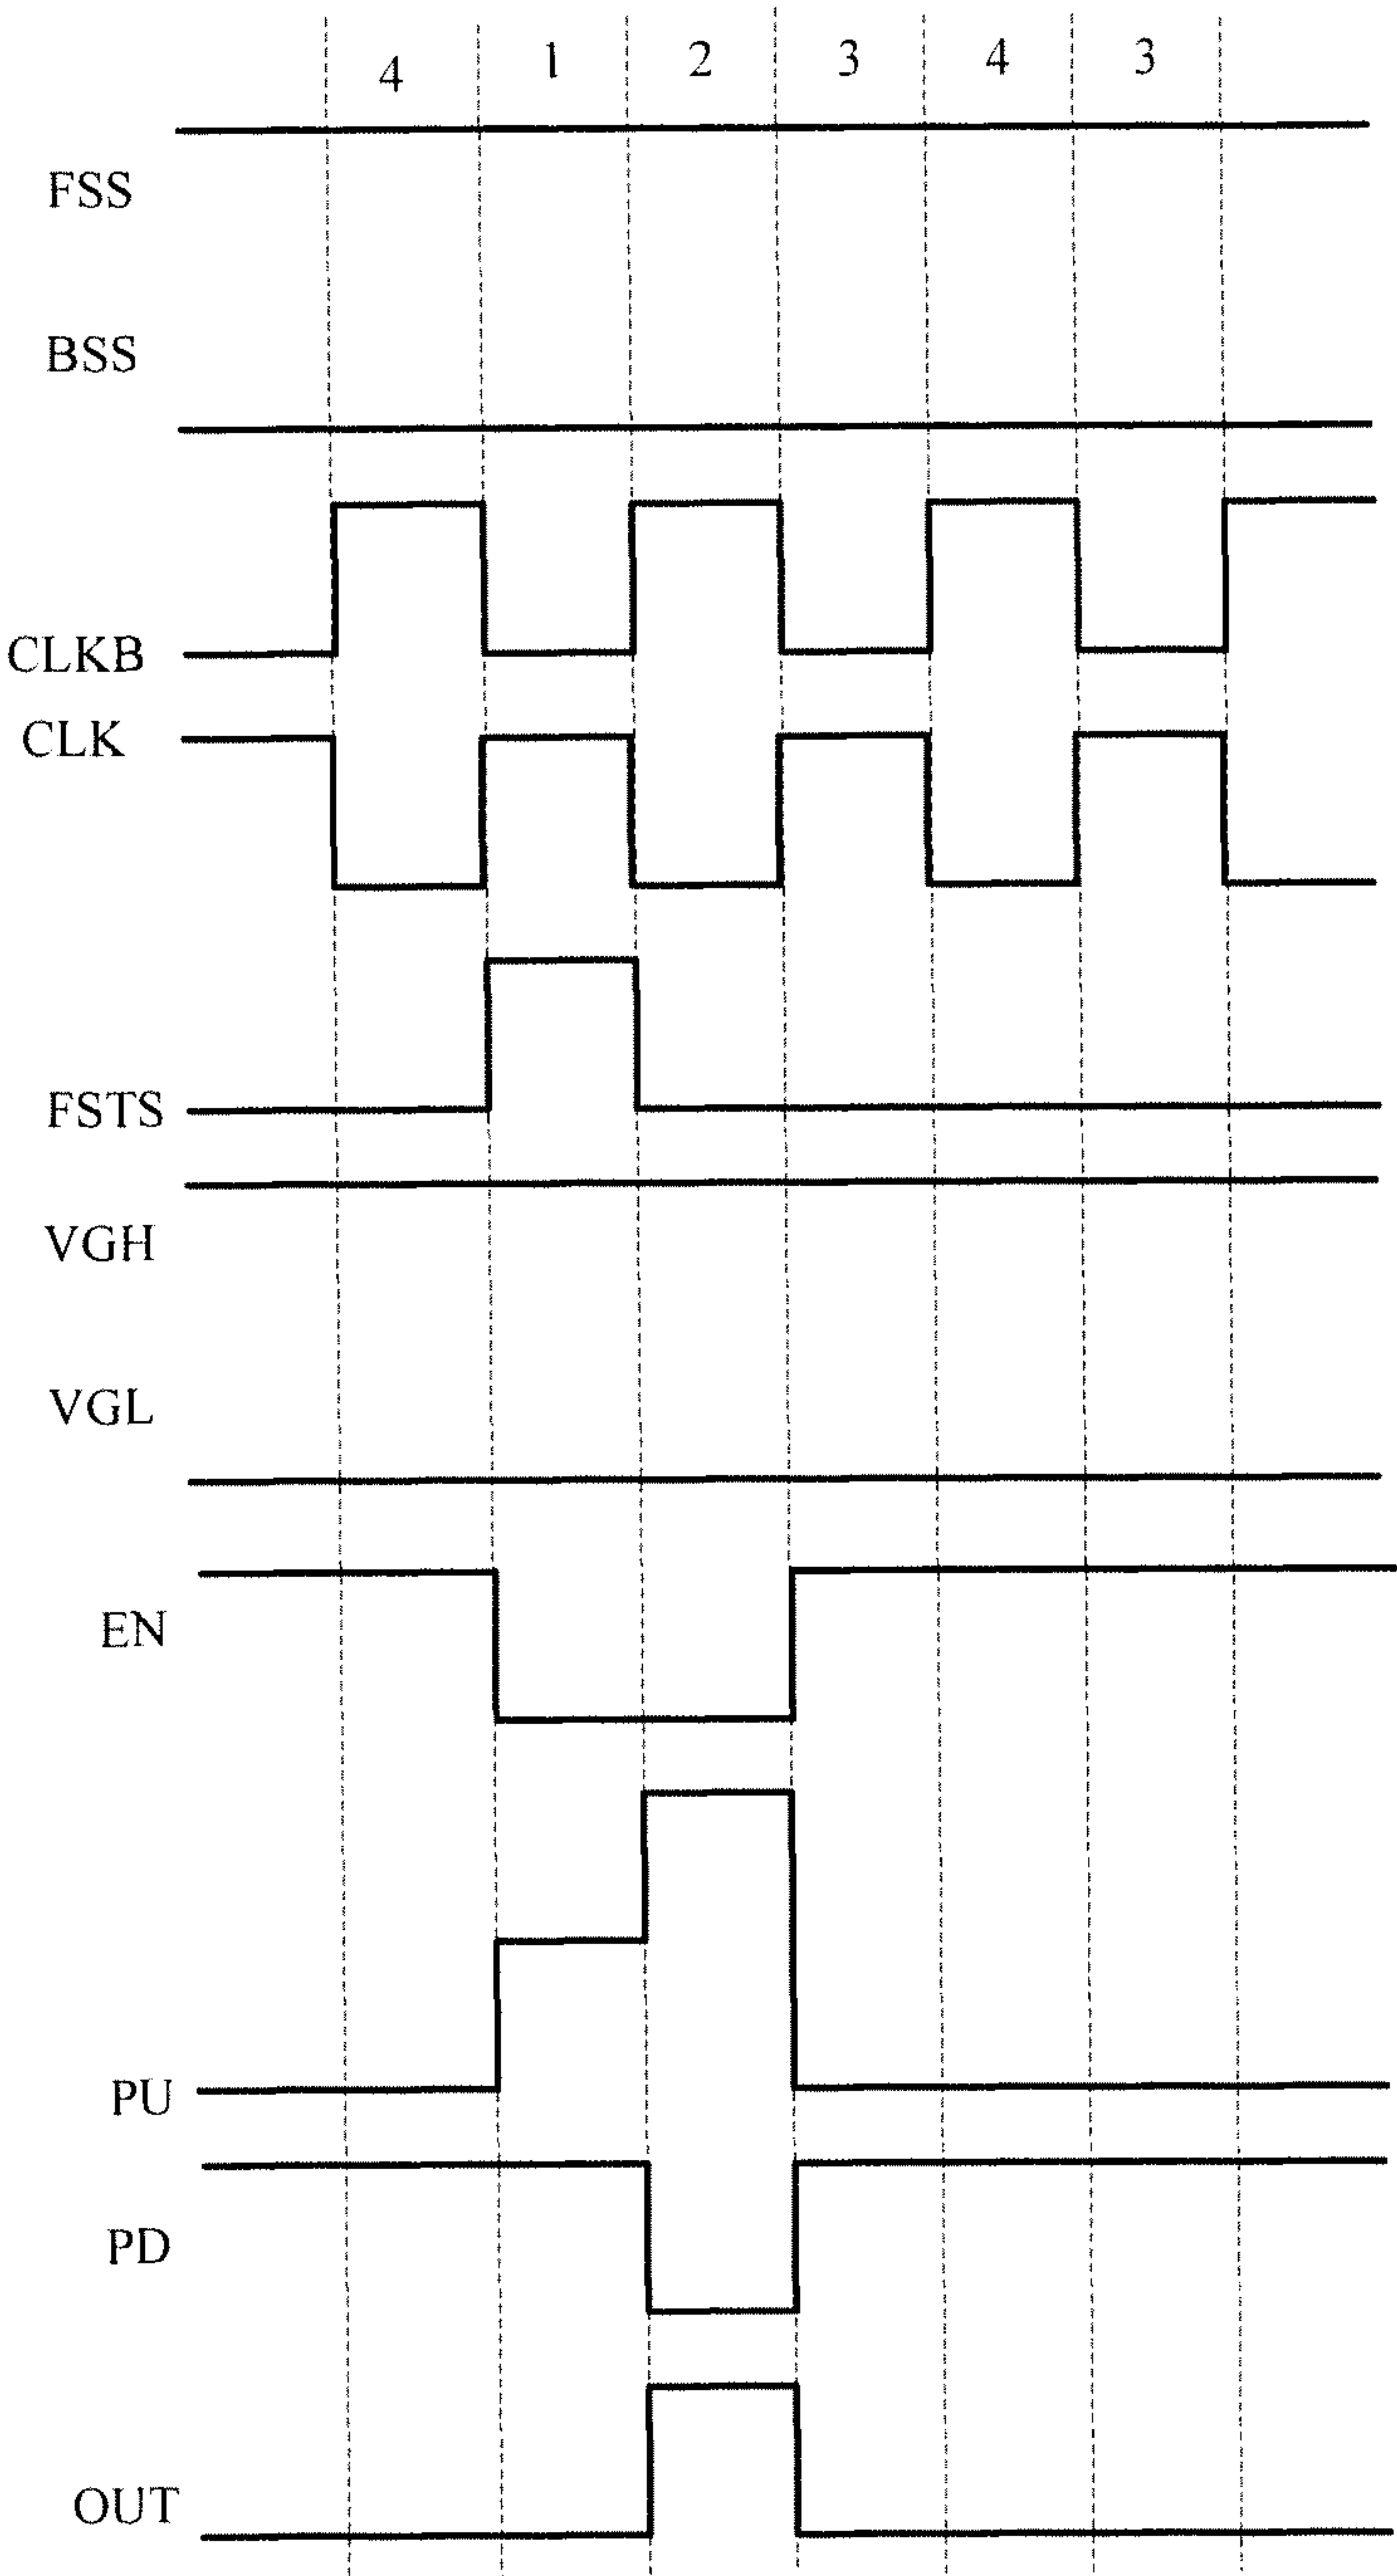 4 1 2 3 4 3
FSS
BSS
CLKB
CLK
FSTS
VGH
VGL
EN
PU
PD
OUT